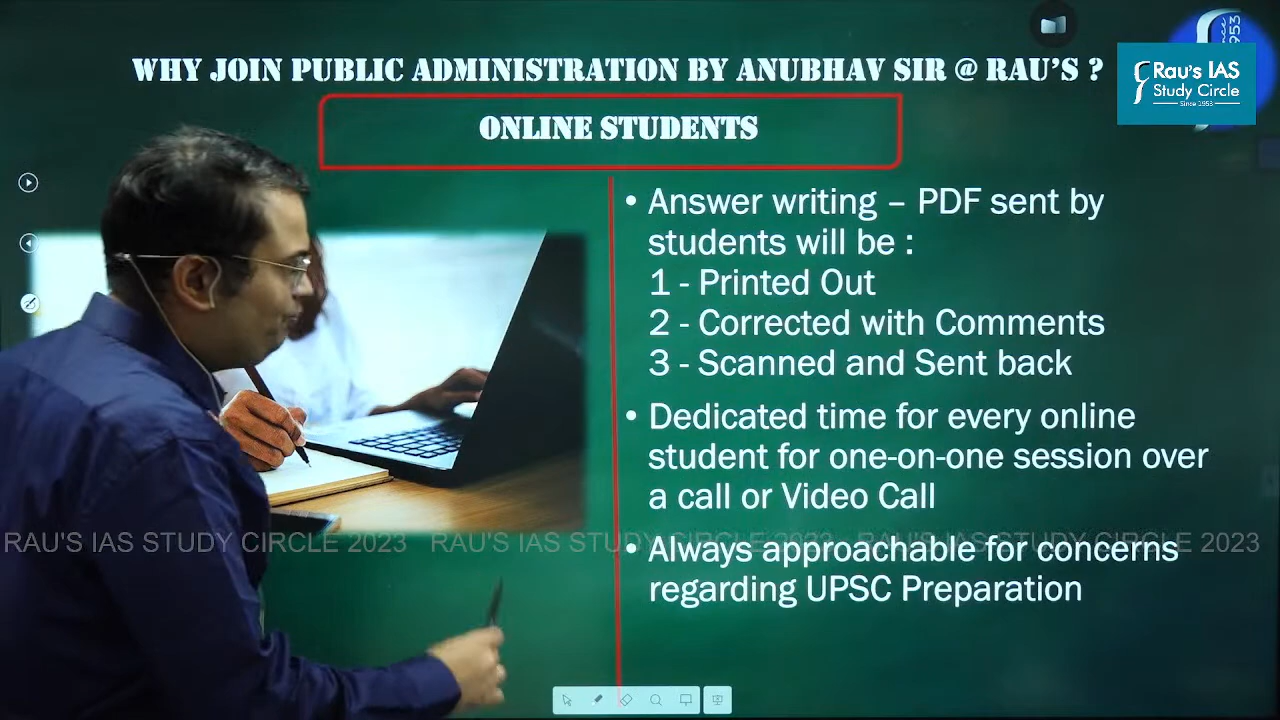 WHY JOIN PUBLIC ADMINISTRATION BY ANUBHAV SIR @ RAU'S ?
Rau's IAS
Study Circle
Since 1953
1953
ONLINE STUDENTS
• Answer writing – PDF sent by
students will be :
1 - Printed Out
2 - Corrected with Comments
3 - Scanned and Sent back
• Dedicated time for every online
student for one-on-one session over
a call or Video Call
• Always approachable for concerns
regarding UPSC Preparation
RAU'S IAS STUDY CIRCLE 2023 RAU'S IAS STUDY CIRCLE 2023 RAU'S IAS STUDY CIRCLE 2023